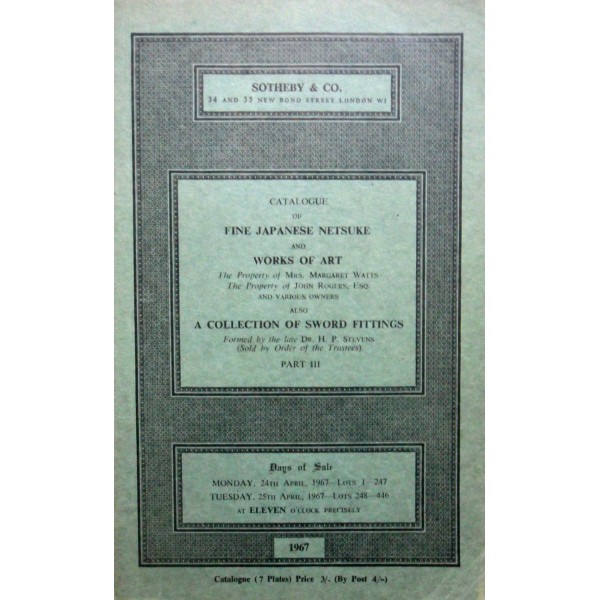 SOTHEBY & CO.
34 AND 35 NEW BOND STREET LONDON W1
CATALOGUE
OF
FINE JAPANESE NETSUKE
AND
WORKS OF ART
The Property of MRS. MARGARET WATTS
The Property of JOHN ROGERS, ESQ.
AND VARIOUS OWNERS
ALSO
A COLLECTION OF SWORD FITTINGS
Formed by the late DR. H. P. STEVENS
(Sold by Order of the Trustees).
PART III
Days of Sale
MONDAY, 24TH APRIL, 1967—LOTS 1—247
TUESDAY, 25TH APRIL, 1967—LOTS 248—446
AT ELEVEN O'CLOCK PRECISELY
1967
Catalogue (7 Plates) Price 3/. (By Post 4/-)